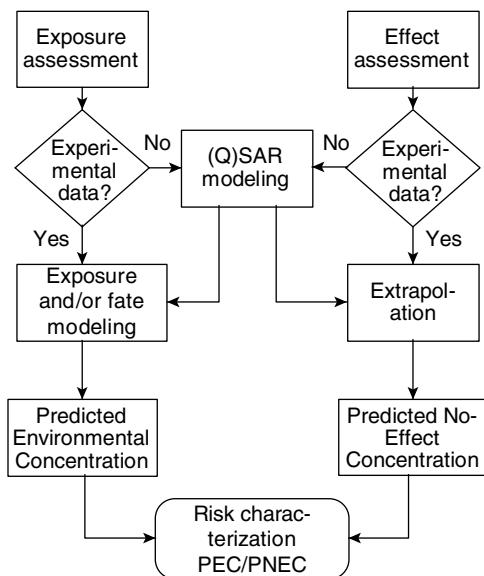 Exposure
assessment
Effect
assessment
Experi-
mental
data?
No
(Q)SAR
modeling
No
Experi-
mental
data?
Yes
Yes
Exposure
and/or fate
modeling
Extrapol-
ation
Predicted
Environmental
Concentration
Predicted No-
Effect
Concentration
Risk charac-
terization
PEC/PNEC